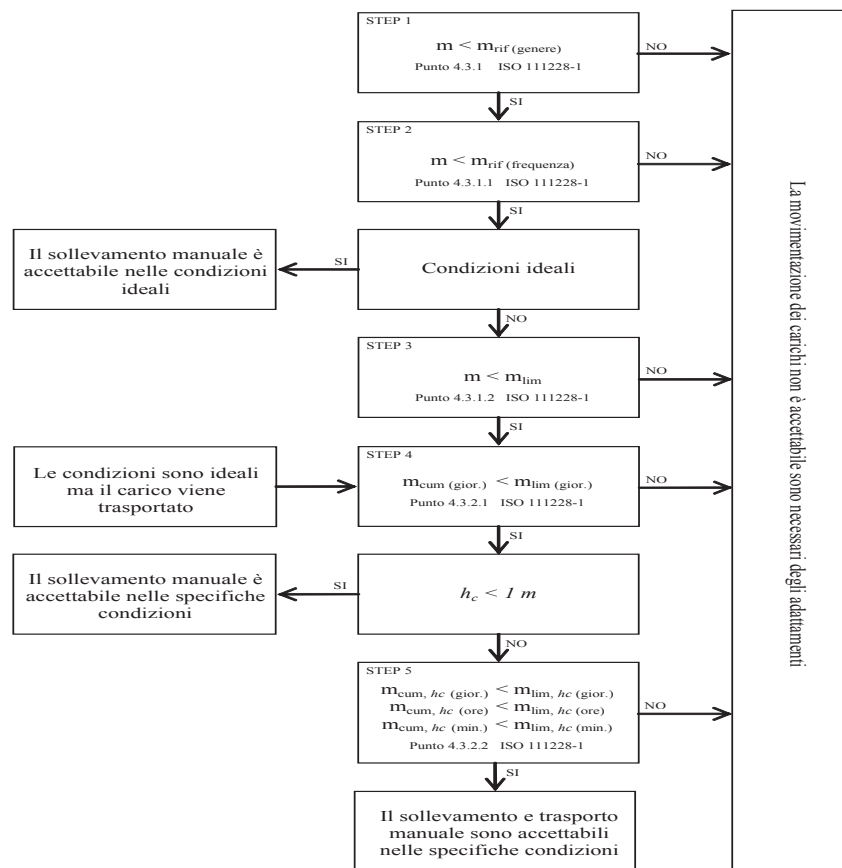 STEP 1
m < mrif (genere)
Punto 4.3.1 ISO 111228-1
NO
SI
STEP 2
m < mrif (frequenza)
Punto 4.3.1.1 ISO 111228-1
NO
SI
Il sollevamento manuale è
accettabile nelle condizioni
ideali
SI
Condizioni ideali
NO
STEP 3
m < mlim
Punto 4.3.1.2 ISO 111228-1
NO
SI
Le condizioni sono ideali
ma il carico viene
trasportato
STEP 4
mcum (gior.) < mlim (gior.)
Punto 4.3.2.1 ISO 111228-1
NO
SI
Il sollevamento manuale è
accettabile nelle specifiche
condizioni
SI
hc < 1 m
NO
STEP 5
mcum, hc (gior.) < mlim, hc (gior.)
mcum, hc (ore) < mlim, hc (ore)
mcum, hc (min.) < mlim, hc (min.)
Punto 4.3.2.2 ISO 111228-1
NO
SI
Il sollevamento e trasporto
manuale sono accettabili
nelle specifiche condizioni
La movimentazione dei carichi non è accettabile sono necessari degli adattamenti